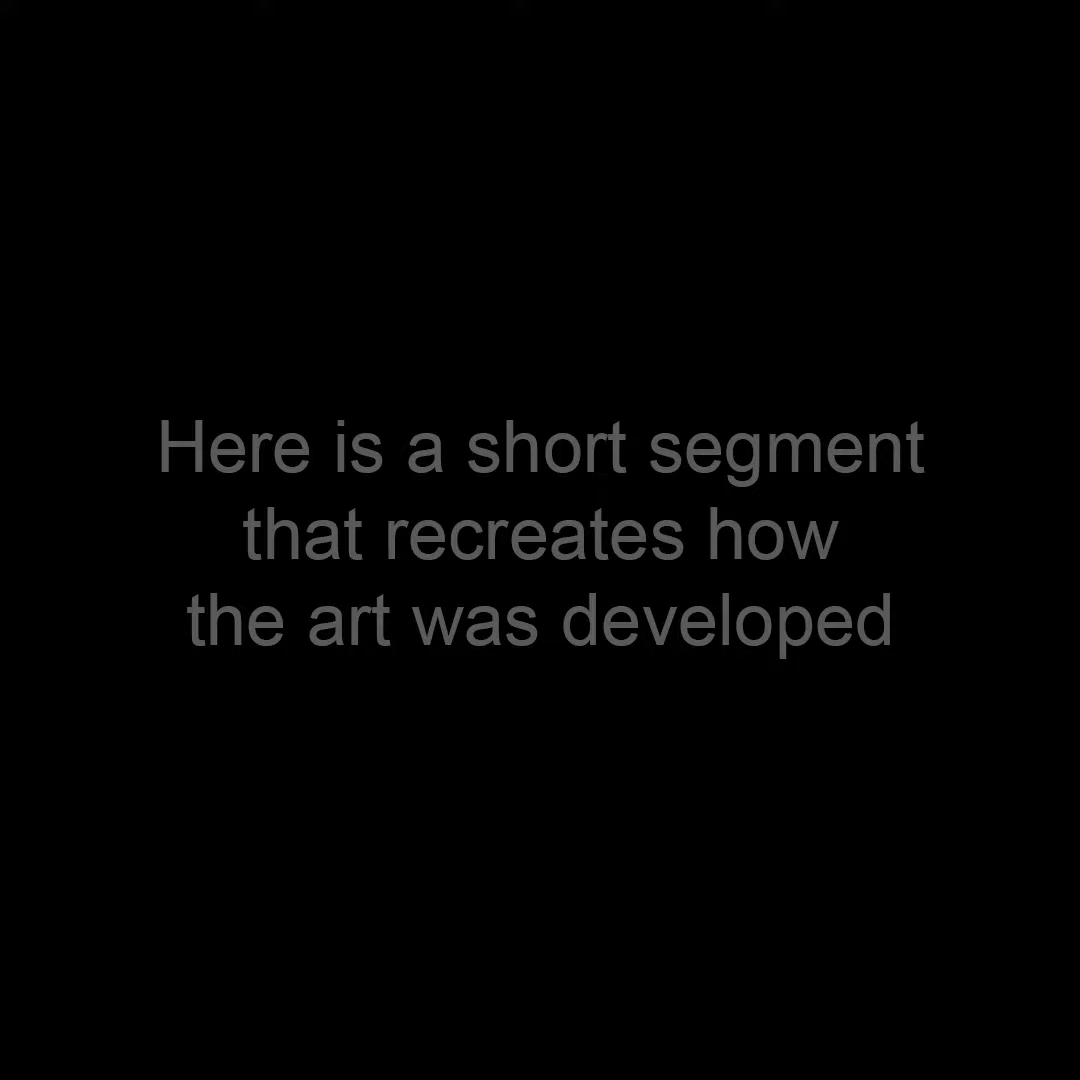 Here is a short segment
that recreates how
the art was developed